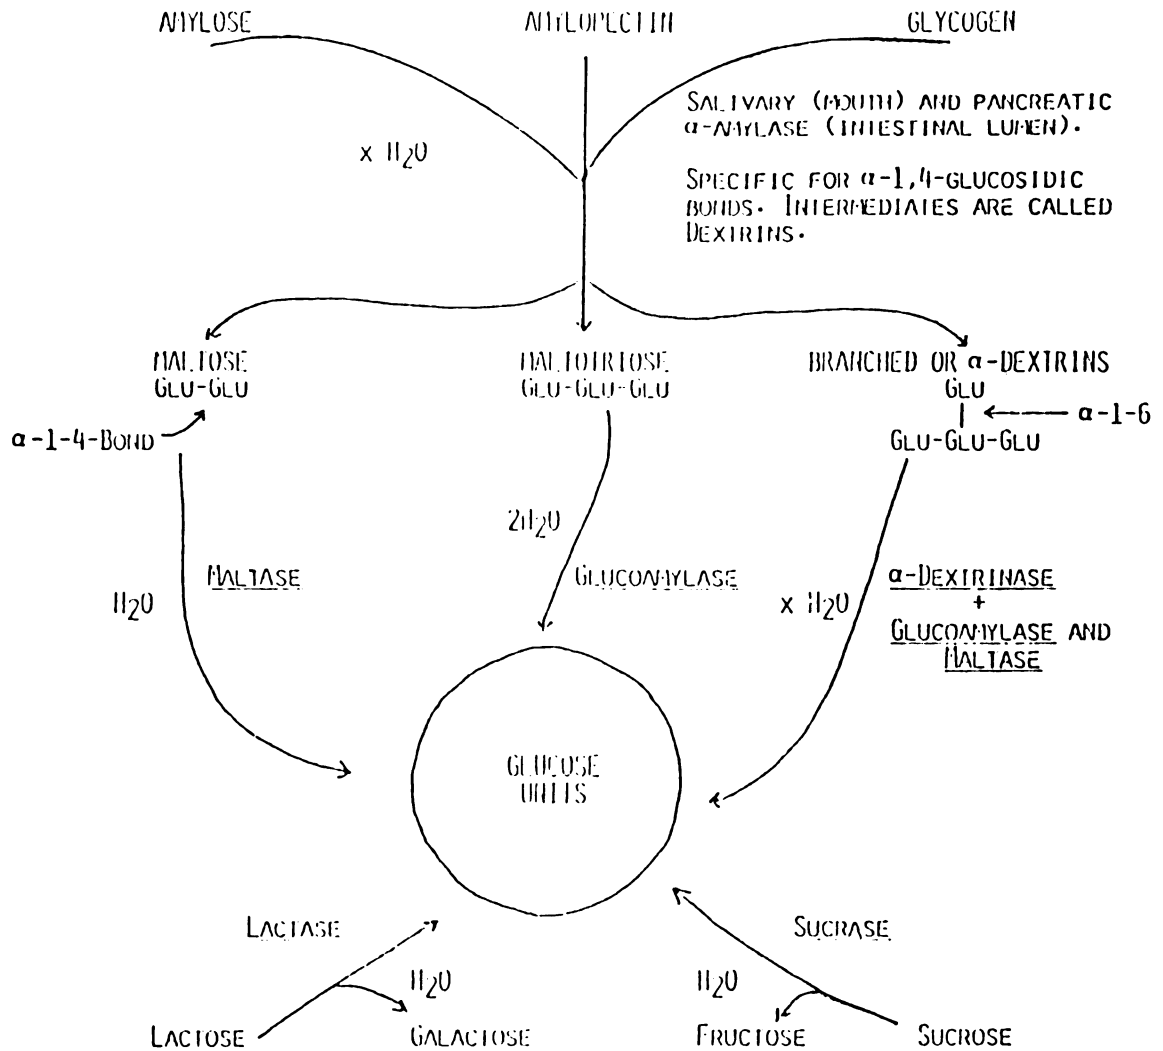 AMYLOSE
AMYLOPECTIN
GLYCOGEN
SALIVARY (MOUTH) AND PANCREATIC
α-AMYLASE (INTESTINAL LUMEN).
x H2O
SPECIFIC FOR α-1,4-GLUCOSIDIC
BONDS. INTERMEDIATES ARE CALLED
DEXTRINS.
MALTOSE
GLU-GLU
MALTOTRIOSE
GLU-GLU-GLU
BRANCHED OR α-DEXTRINS
GLU
α-1-6
GLU-GLU-GLU
α-1-4-BOND
2H2O
MALTASE
H2O
GLUCOAMYLASE
x H2O
α-DEXTRINASE
+
GLUCOAMYLASE AND
MALTASE
GLUCOSE
UNITS
LACTASE
SUCRASE
H2O
H2O
LACTOSE
GALACTOSE
FRUCTOSE
SUCROSE